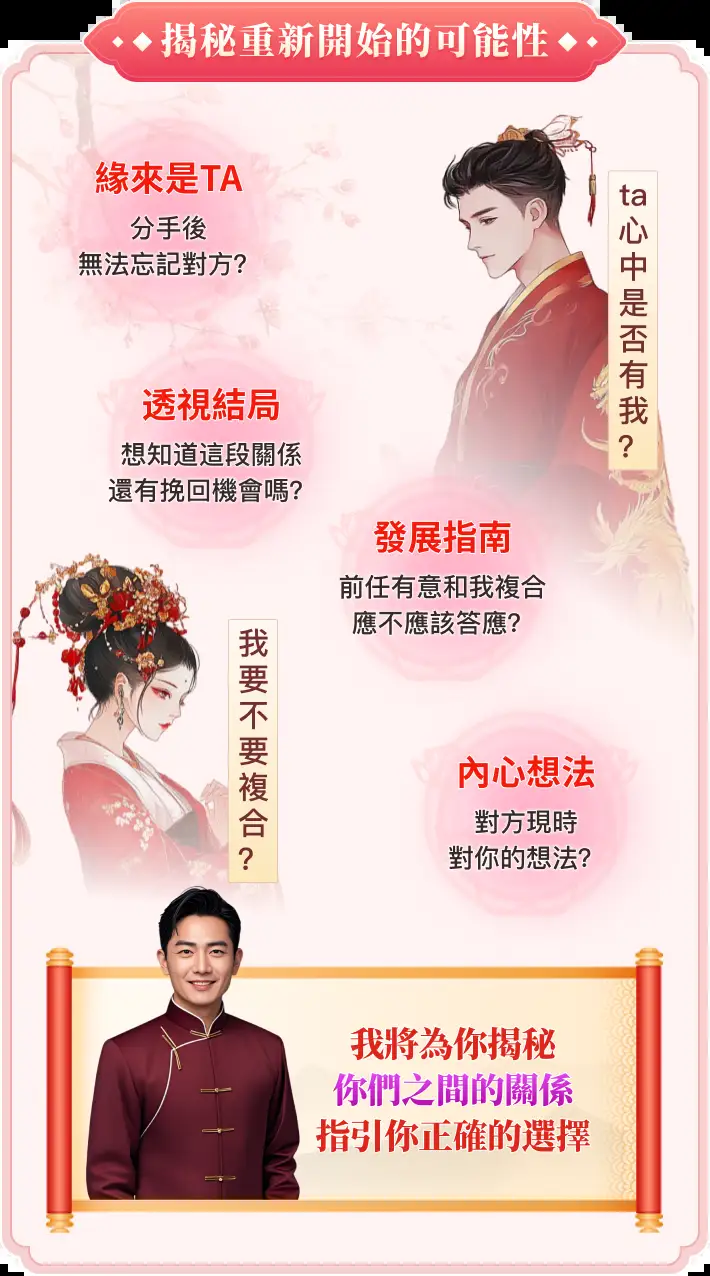 揭秘重新開始的可能性
緣來是TA
分手後
無法忘記對方?
ta心中是否有我?
透視結局
想知道這段關係
還有挽回機會嗎?
發展指南
前任有意和我複合
應不應該答應?
我要不要複合?
內心想法
對方現時
對你的想法?
我將為你揭秘
你們之間的關係
指引你正確的選擇